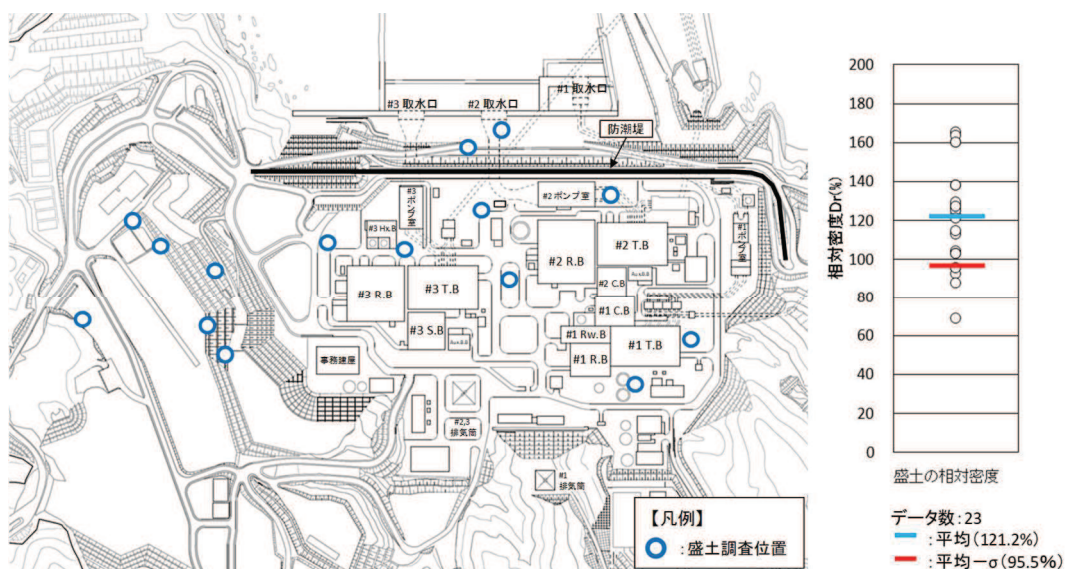 #1 取水口
#3 取水口
#2 取水口
防潮堤
#3
ポンプ室
#2 ポンプ室
#1
ポンプ室
#3 Hx.B
#2 T.B
#2 R.B
#2 C.B
Aux.B.B
#3 R.B
#3 T.B
#1 C.B
#3 S.B
#1 Rw.B
#1 T.B
#1 R.B
事務建屋
#2,3
排気筒
#1
排気筒
【凡例】
:盛土調査位置
相対密度Dr(%)
200
180
160
140
120
100
80
60
40
20
0
盛土の相対密度
データ数:23
:平均(121.2%)
:平均-σ(95.5%)